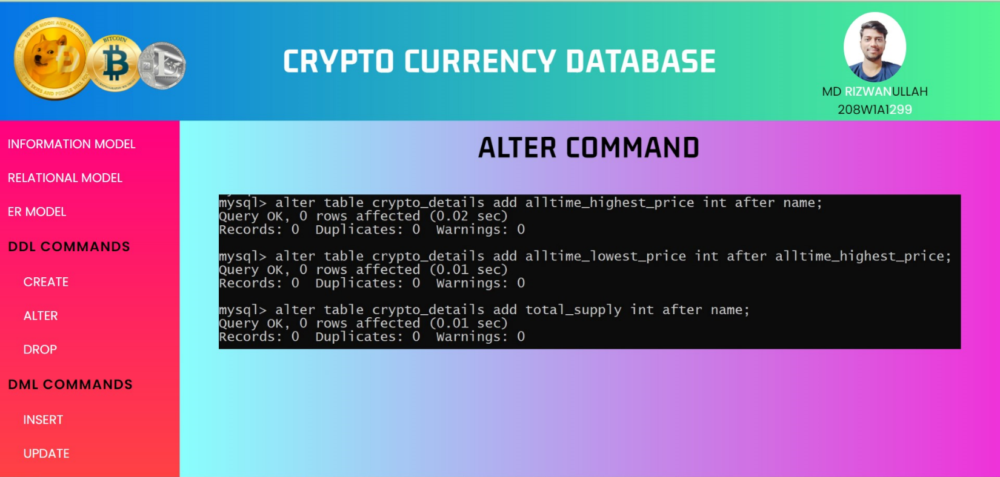 TO THE MOON AND BEYOND
BITCOIN
CRYPTO CURRENCY DATABASE
MD RIZWANULLAH
208W1A1299
INFORMATION MODEL
RELATIONAL MODEL
ER MODEL
DDL COMMANDS
CREATE
ALTER
DROP
DML COMMANDS
INSERT
UPDATE
ALTER COMMAND
mysql> alter table crypto_details add alltime_highest_price int after name;
Query OK, 0 rows affected (0.02 sec)
Records: 0  Duplicates: 0  Warnings: 0
mysql> alter table crypto_details add alltime_lowest_price int after alltime_highest_price;
Query OK, 0 rows affected (0.01 sec)
Records: 0  Duplicates: 0  Warnings: 0
mysql> alter table crypto_details add total_supply int after name;
Query OK, 0 rows affected (0.01 sec)
Records: 0  Duplicates: 0  Warnings: 0